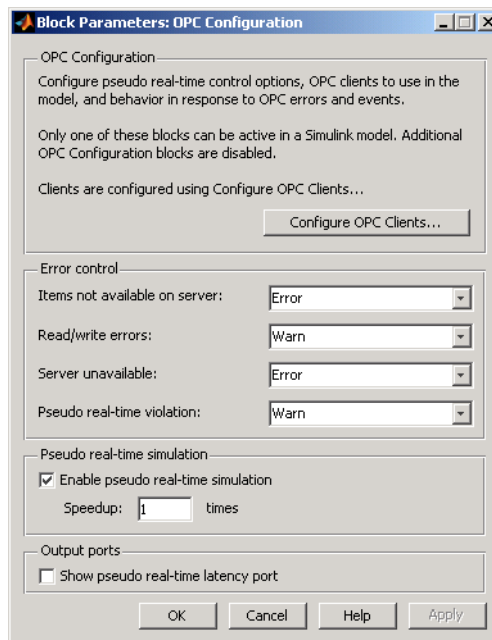 Block Parameters: OPC Configuration
OPC Configuration
Configure pseudo real-time control options, OPC clients to use in the
model, and behavior in response to OPC errors and events.
Only one of these blocks can be active in a Simulink model. Additional
OPC Configuration blocks are disabled.
Clients are configured using Configure OPC Clients...
Configure OPC Clients...
Error control
Items not available on server: Error
Read/write errors: Warn
Server unavailable: Error
Pseudo real-time violation: Warn
Pseudo real-time simulation
Enable pseudo real-time simulation
Speedup: 1 times
Output ports
Show pseudo real-time latency port
OK Cancel Help Apply